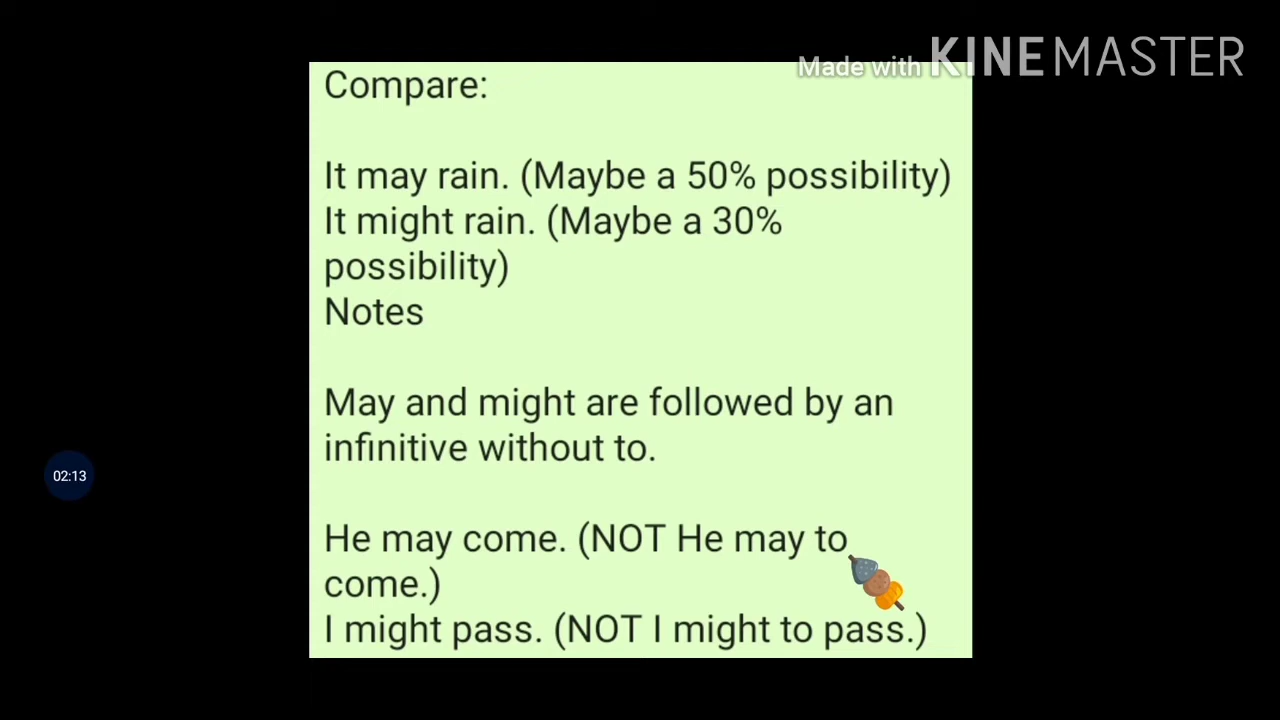 Made with KINEMASTER
Compare:
It may rain. (Maybe a 50% possibility)
It might rain. (Maybe a 30%
possibility)
Notes
May and might are followed by an
infinitive without to.
02:13
He may come. (NOT He may to
come.)
I might pass. (NOT I might to pass.)